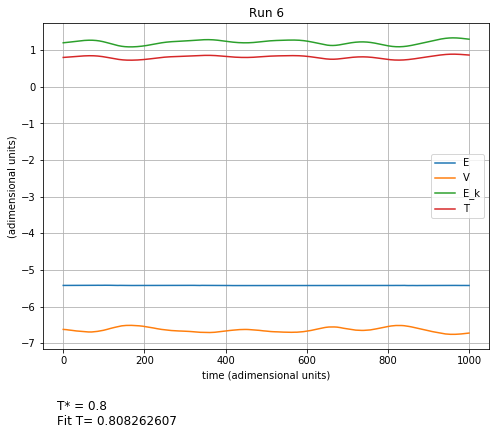 Run 6
(adimensional units)
1
0
−1
−2
−3
−4
−5
−6
−7
E
V
E_k
T
0 200 400 600 800 1000
time (adimensional units)
T* = 0.8
Fit T= 0.808262607